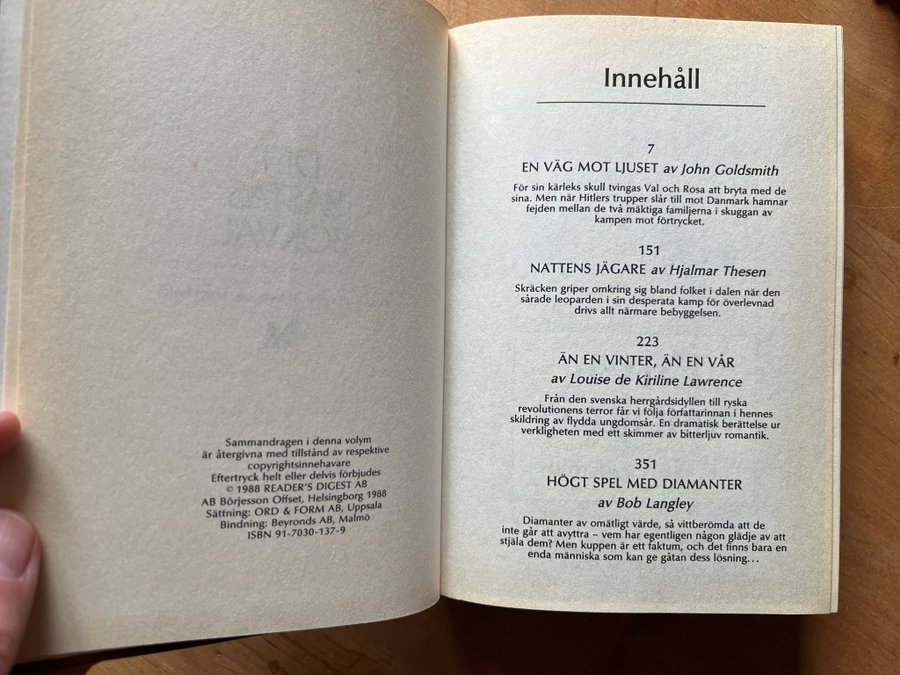 Sammandragen i denna volym
är återgivna med tillstånd av respektive
copyrightsinnehavare
Eftertryck helt eller delvis förbjudes
© 1988 READER'S DIGEST AB
AB Börjesson Offset, Helsingborg 1988
Sättning: ORD & FORM AB, Uppsala
Bindning: Beyronds AB, Malmö
ISBN 91-7030-137-9
Innehåll
7
EN VÄG MOT LJUSET av John Goldsmith
För sin kärleks skull tvingas Val och Rosa att bryta med de
sina. Men när Hitlers trupper slår till mot Danmark hamnar
fejden mellan de två mäktiga familjerna i skuggan av
kampen mot förtrycket.
151
NATTENS JÄGARE av Hjalmar Thesen
Skräcken griper omkring sig bland folket i dalen när den
sårade leoparden i sin desperata kamp för överlevnad
drivs allt närmare bebyggelsen.
223
ÄN EN VINTER, ÄN EN VÅR
av Louise de Kiriline Lawrence
Från den svenska herrgårdsidyllen till ryska
revolutionens terror får vi följa författarinnan i hennes
skildring av flydda ungdomsår. En dramatisk berättelse ur
verkligheten med ett skimmer av bitterljuv romantik.
351
HÖGT SPEL MED DIAMANTER
av Bob Langley
Diamanter av omätligt värde, så vittberömda att de
inte går att avyttra – vem har egentligen någon glädje av att
stjäla dem? Men kuppen är ett faktum, och det finns bara en
enda människa som kan ge gåtan dess lösning...